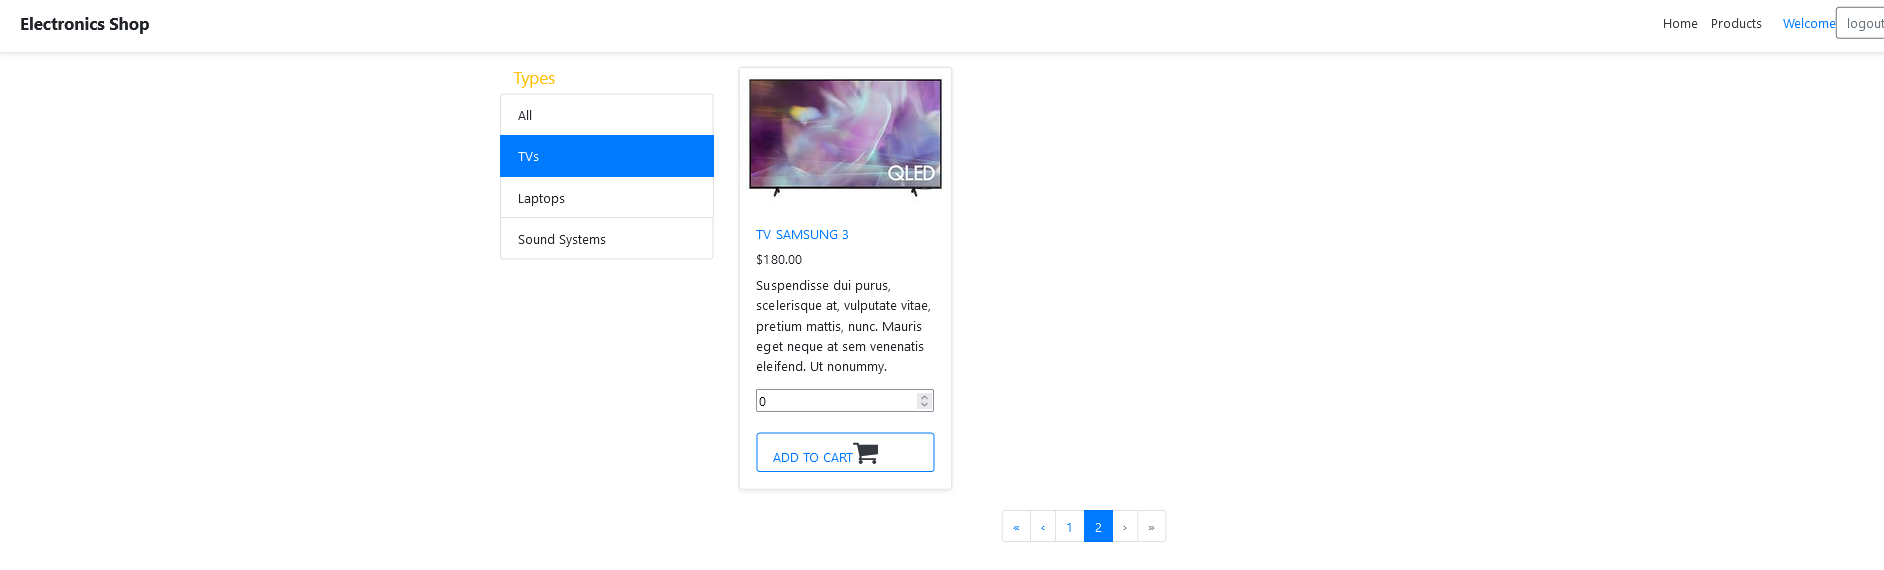 Electronics Shop
Home Products Welcome logout
Types
All
TVs
Laptops
Sound Systems
QLED
TV SAMSUNG 3
$180.00
Suspendisse dui purus,
scelerisque at, vulputate vitae,
pretium mattis, nunc. Mauris
eget neque at sem venenatis
eleifend. Ut nonummy.
0
ADD TO CART
« ‹ 1 2 › »